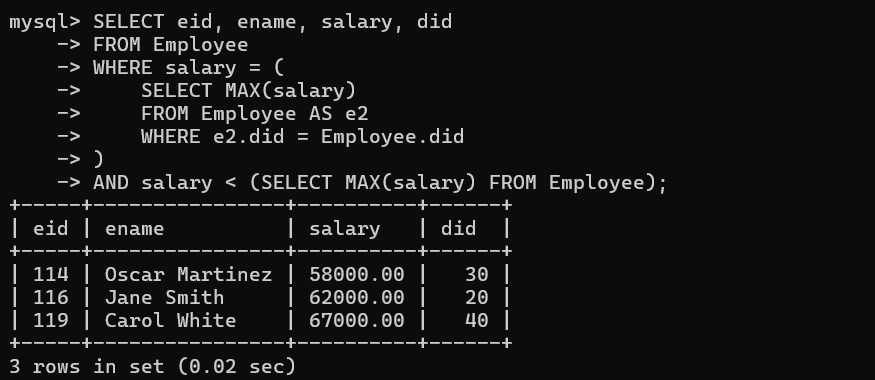 mysql> SELECT eid, ename, salary, did
    -> FROM Employee
    -> WHERE salary = (
    ->     SELECT MAX(salary)
    ->     FROM Employee AS e2
    ->     WHERE e2.did = Employee.did
    -> )
    -> AND salary < (SELECT MAX(salary) FROM Employee);
+-----+----------------+----------+------+
| eid | ename          | salary   | did  |
+-----+----------------+----------+------+
| 114 | Oscar Martinez | 58000.00 |   30 |
| 116 | Jane Smith     | 62000.00 |   20 |
| 119 | Carol White    | 67000.00 |   40 |
+-----+----------------+----------+------+
3 rows in set (0.02 sec)